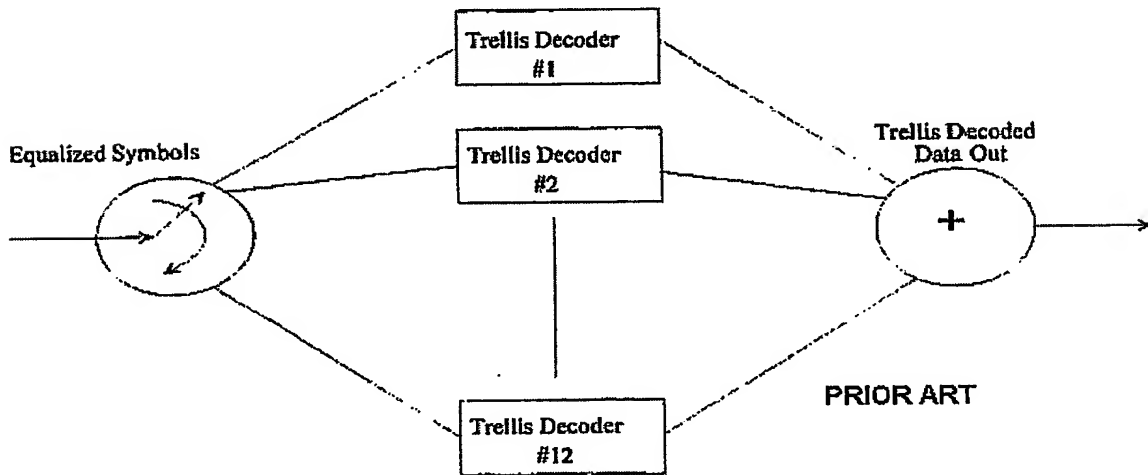 Trellis Decoder
#1
Equalized Symbols
Trellis Decoder
#2
Trellis Decoded
Data Out
+
Trellis Decoder
#12
PRIOR ART